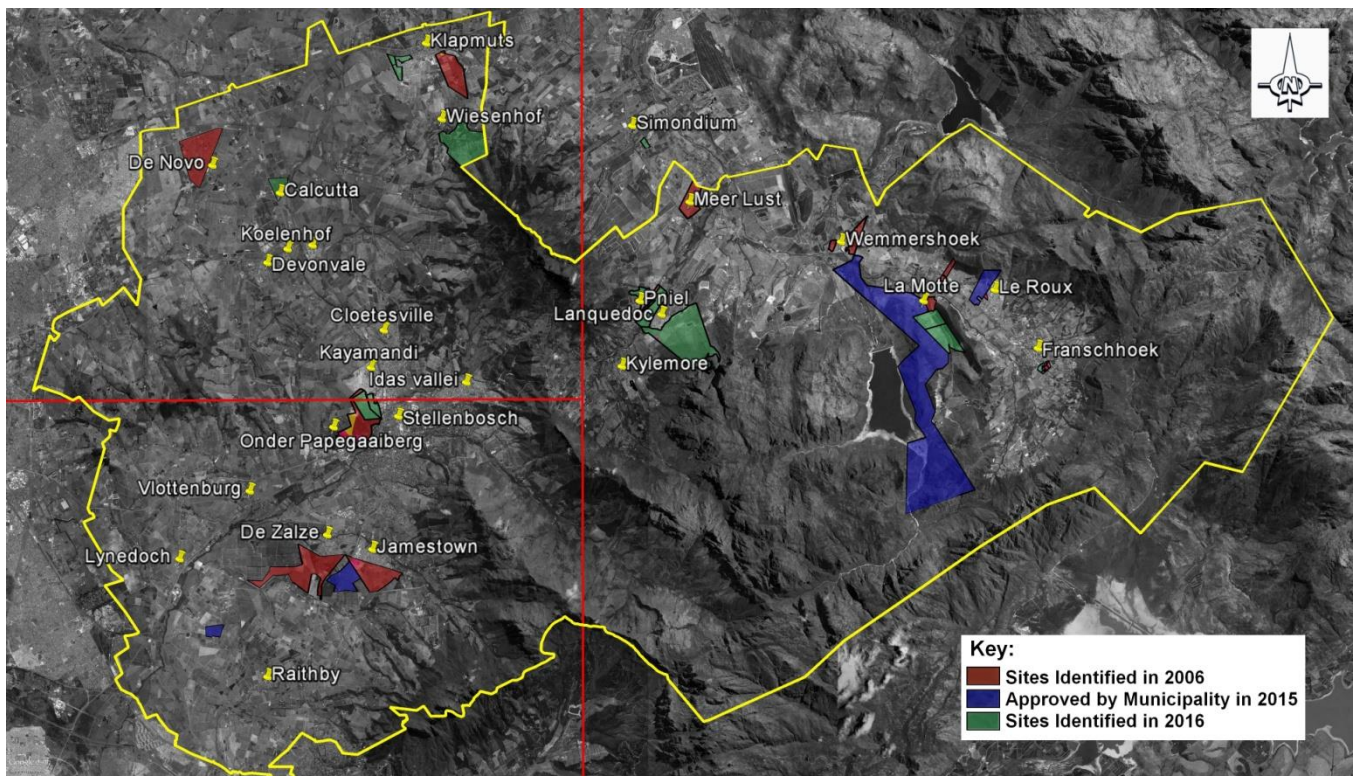 Klapmuts
N
Wiesenhof
Simondium
De Novo
Calcutta
Meer Lust
Koelenhof
Wemmershoek
Devonvale
La Motte
Le Roux
Pniel
Lanquedoc
Cloetesville
Franschhoek
Kayamandi
Kylemore
Idas vallei
Stellenbosch
Onder Papegaaiberg
Vlottenburg
De Zalze
Jamestown
Lynedoch
Raithby
Key:
Sites Identified in 2006
Approved by Municipality in 2015
Sites Identified in 2016